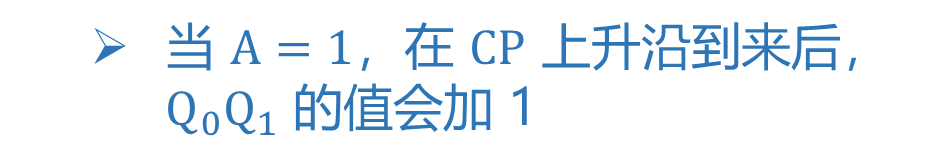 ➢ 当 A = 1，在 CP 上升沿到来后，
Q₀Q₁ 的值会加 1